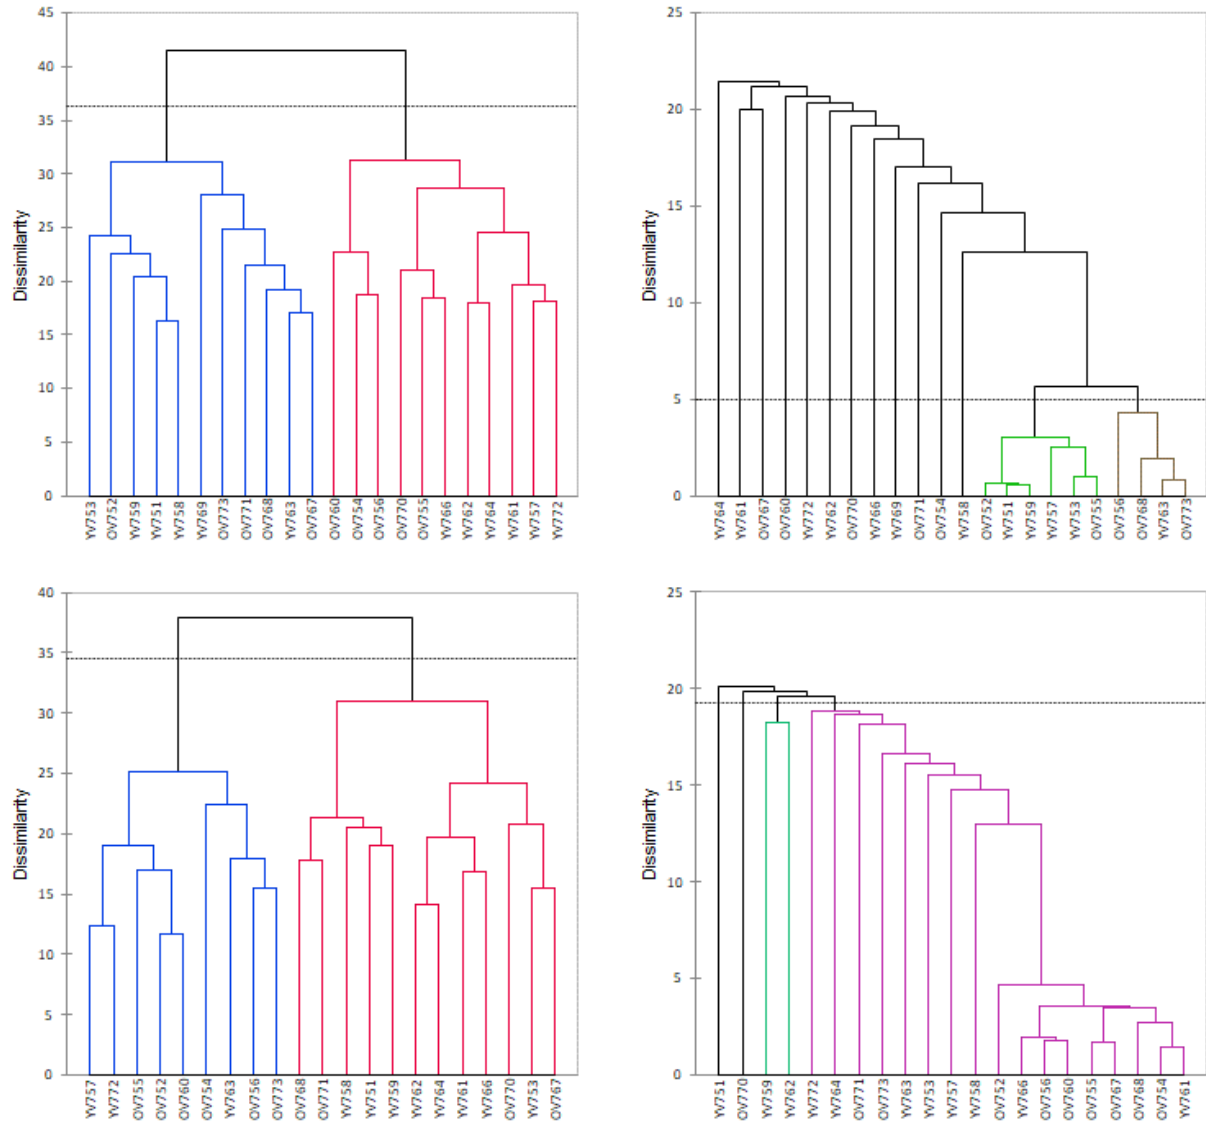 45
40
35
30
25
20
15
10
5
0
Dissimilarity
YV753
OV752
YV759
YV751
YV758
YV769
OV773
OV771
OV768
YV763
OV767
OV760
OV754
OV756
OV770
OV755
YV766
YV762
YV764
YV761
YV757
YV772
25
20
15
10
5
0
Dissimilarity
YV764
YV761
OV767
OV760
YV772
YV762
OV770
YV766
YV769
OV771
OV754
YV758
OV752
YV751
YV759
YV757
YV753
OV755
OV756
OV768
YV763
OV773
40
35
30
25
20
15
10
5
0
Dissimilarity
YV757
YV772
OV755
OV752
OV760
OV754
YV763
OV756
OV773
OV768
OV771
YV758
YV751
YV759
YV762
YV764
YV761
YV766
OV770
YV753
OV767
25
20
15
10
5
0
Dissimilarity
YV751
OV770
YV759
YV762
YV772
YV764
OV771
OV773
YV763
YV753
YV757
YV758
OV752
YV766
OV756
OV760
OV755
OV767
OV768
OV754
YV761